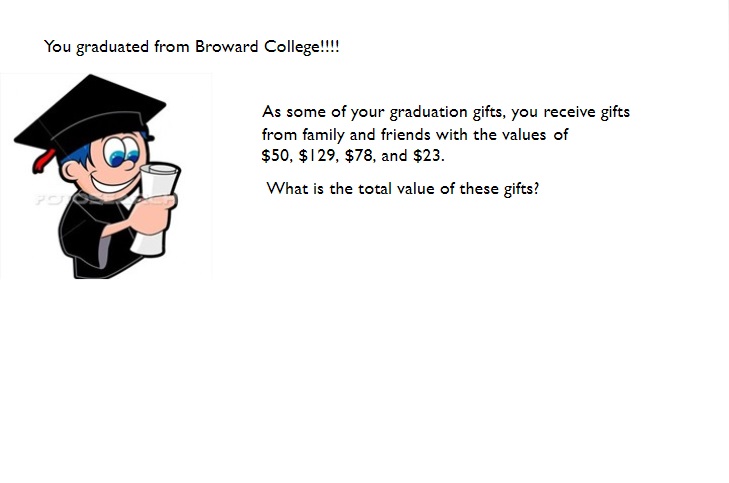 You graduated from Broward College!!!!
As some of your graduation gifts, you receive gifts
from family and friends with the values of
$50, $129, $78, and $23.
What is the total value of these gifts?